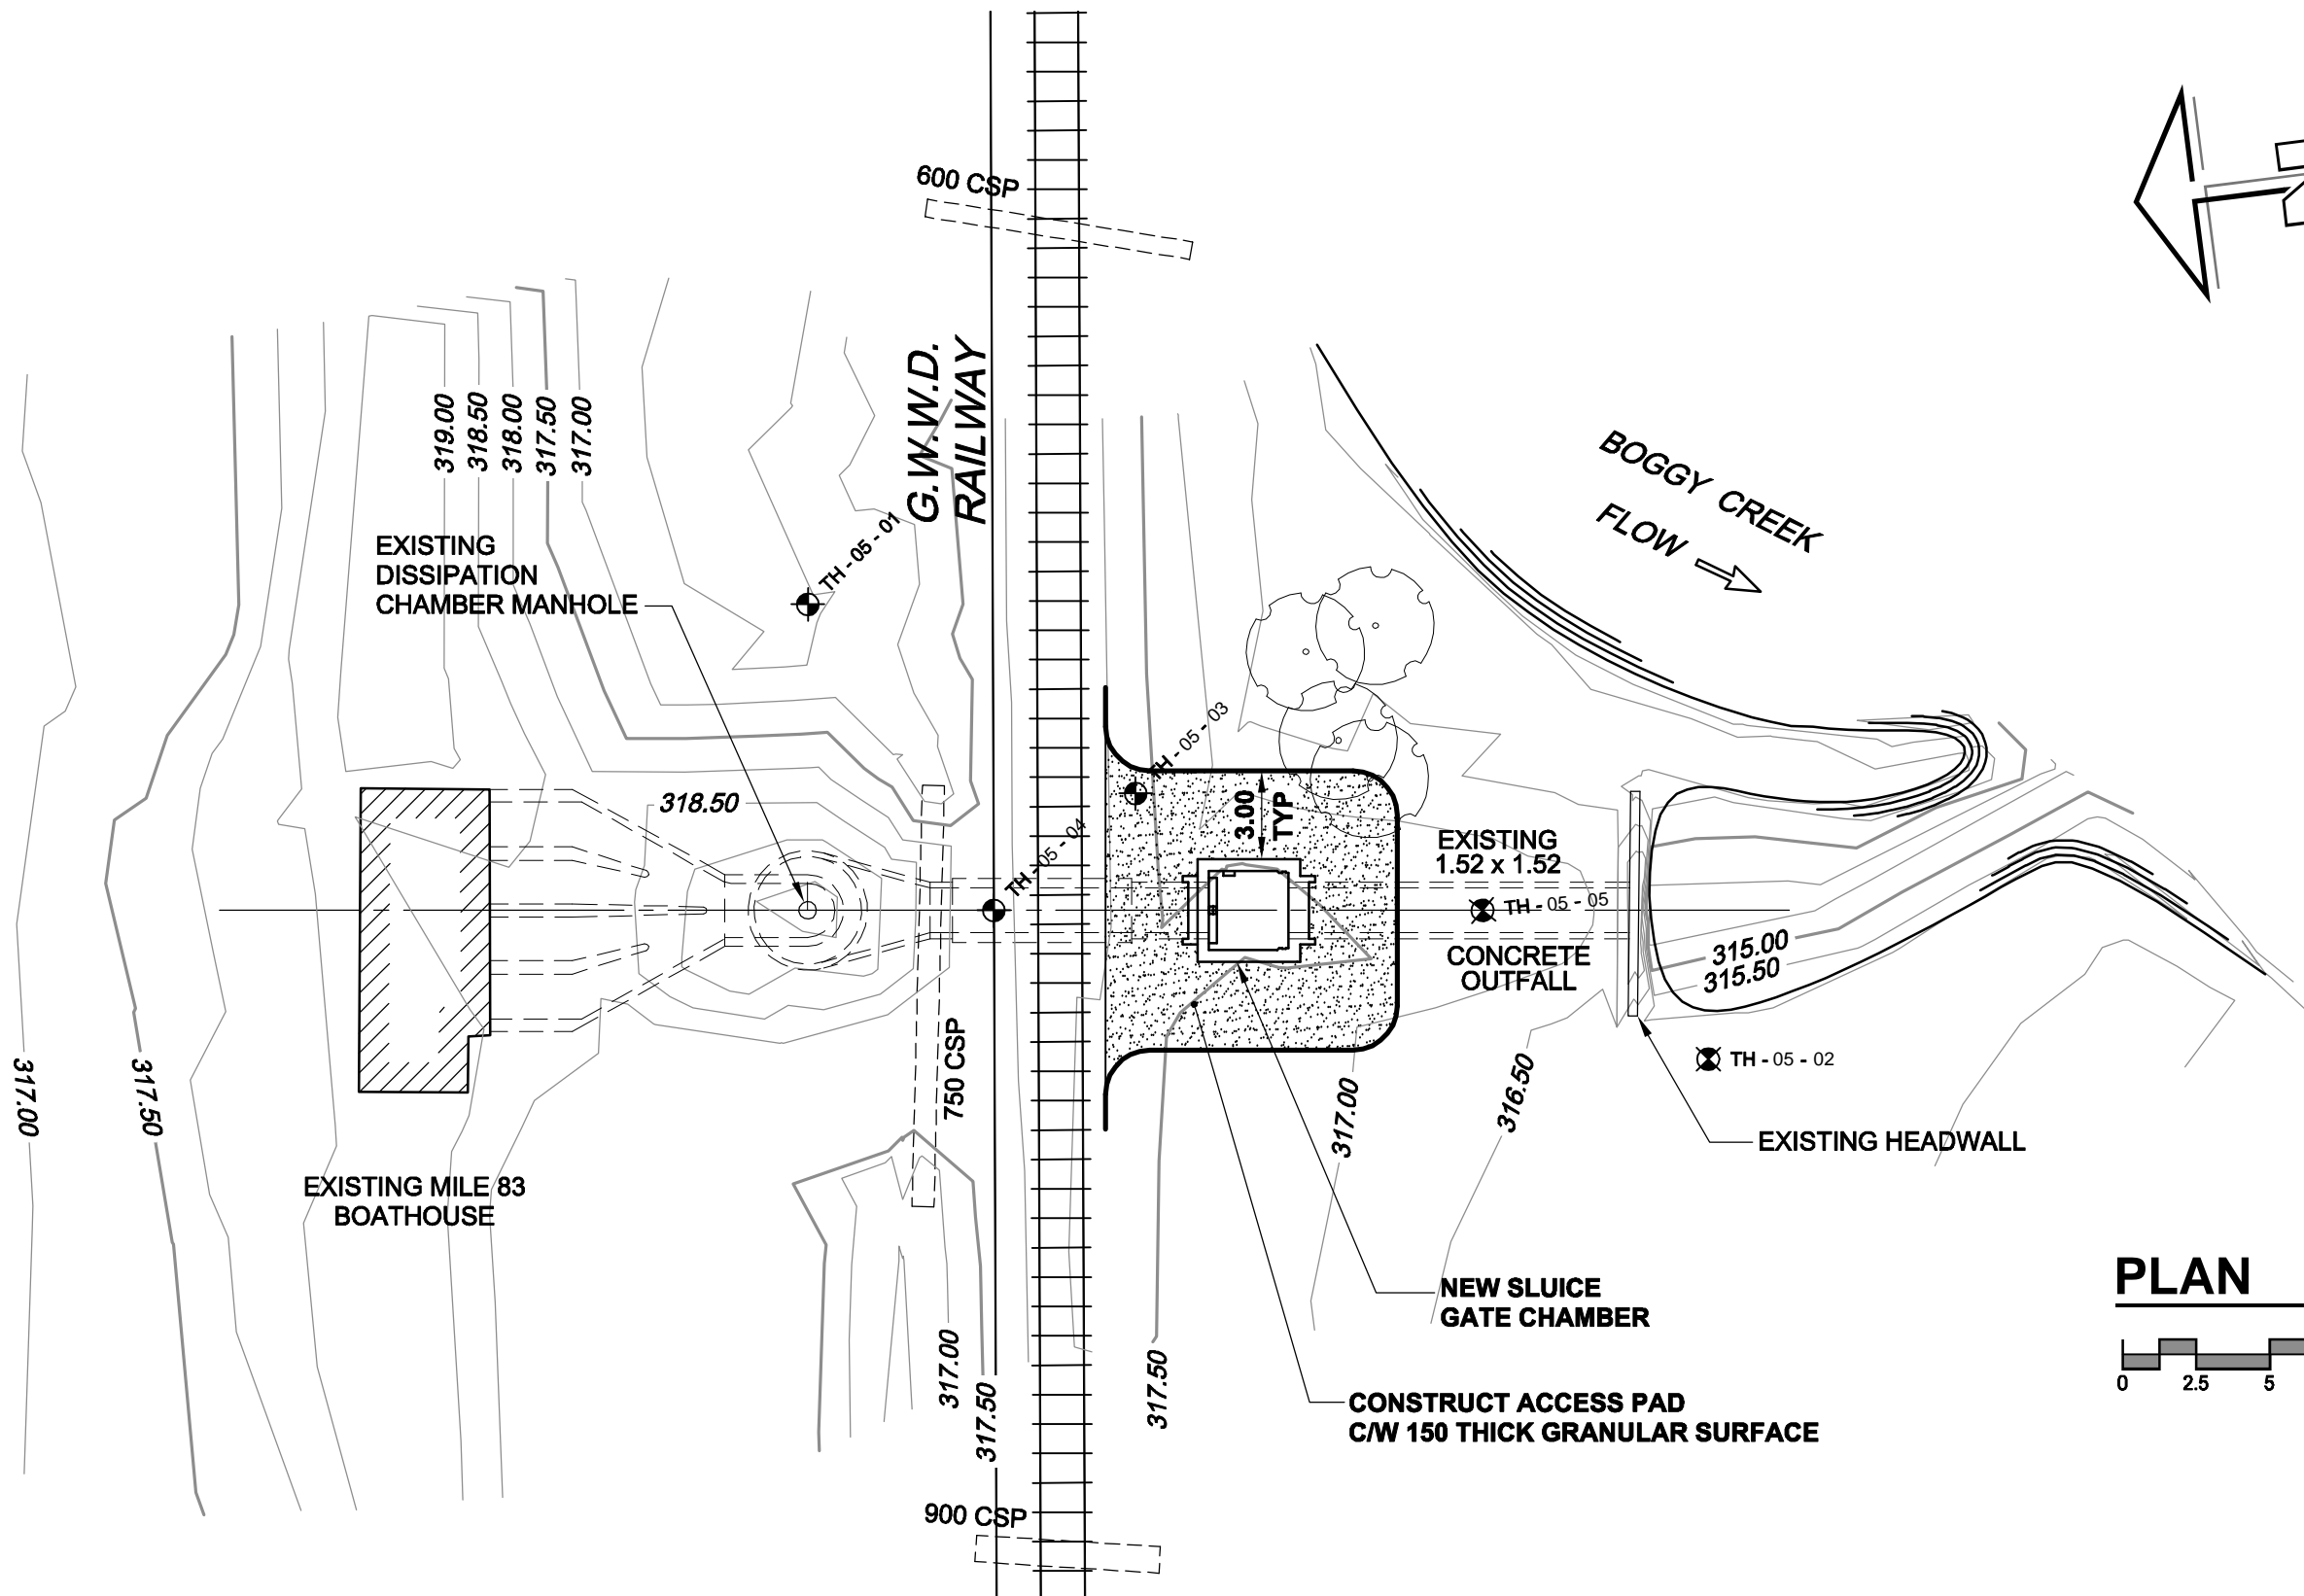 600 CSP
G.W.W.D.
RAILWAY
319.00
318.50
318.00
317.50
317.00
BOGGY CREEK
FLOW
EXISTING
DISSIPATION
CHAMBER MANHOLE
TH - 05 - 01
TH - 05 - 03
318.50
3.00
TYP
TH - 05 - 04
EXISTING
1.52 x 1.52
TH - 05 - 05
CONCRETE
OUTFALL
315.00
315.50
317.00
317.50
750 CSP
317.00
316.50
TH - 05 - 02
EXISTING HEADWALL
EXISTING MILE 83
BOATHOUSE
NEW SLUICE
GATE CHAMBER
317.00
317.50
317.50
CONSTRUCT ACCESS PAD
C/W 150 THICK GRANULAR SURFACE
PLAN
0 2.5 5
900 CSP